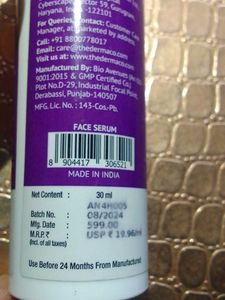 Cyberscape, Sector 59, Gurugram,
Haryana, India-122101
For Queries, Contact: Customer Care
Manager, at marketed by address
Call: +91 8800778017
Email:
care@thedermaco.com
Visit us at: www.thedermaco.com
Manufactured By: Bio Avenues (An ISO
9001:2015 & GMP Certified Co.)
Plot No.D-29, Industrial Focal Point,
Derabassi, Punjab-140507
MFG. Lic. No.: 143-Cos-Pb.
FACE SERUM
8 904417 306521
MADE IN INDIA
Net Content : 30 ml
Batch No. AN4H005
Mfg. Date : 08/2024
M.R.P. ₹ : 599.00
(Incl. of all taxes) USP ₹ 19.96/ml
Use Before 24 Months From Manufactured